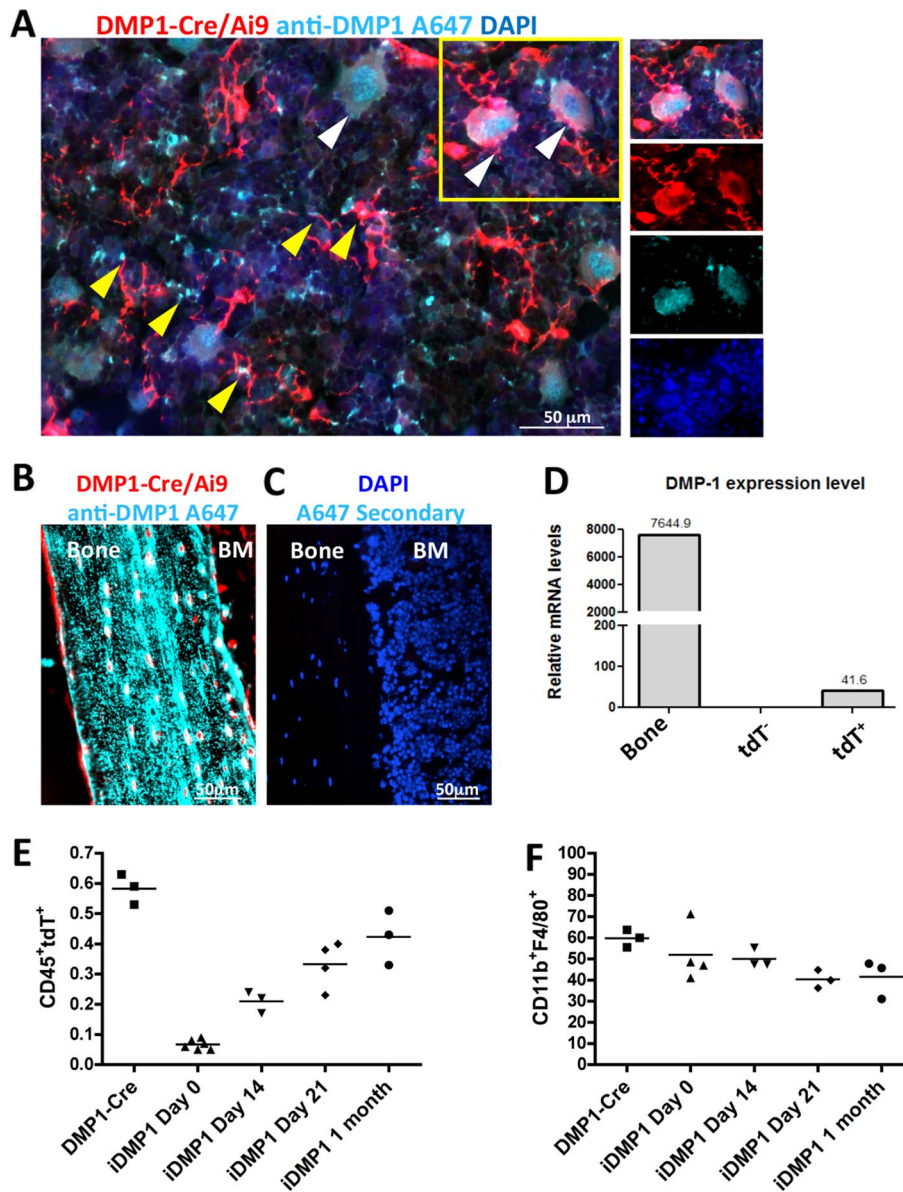 A
DMP1-Cre/Ai9 anti-DMP1 A647 DAPI
50 µm
B
DMP1-Cre/Ai9
anti-DMP1 A647
Bone
BM
50µm
C
DAPI
A647 Secondary
Bone
BM
50µm
D
DMP-1 expression level
Relative mRNA levels
8000
6000
4000
2000
200
100
0
7644.9
41.6
Bone
tdT-
tdT+
E
CD45+tdT+
0.7
0.6
0.5
0.4
0.3
0.2
0.1
0.0
DMP1-Cre
iDMP1 Day 0
iDMP1 Day 14
iDMP1 Day 21
iDMP1 1 month
F
CD11b+F4/80+
100
90
80
70
60
50
40
30
20
10
0
DMP1-Cre
iDMP1 Day 0
iDMP1 Day 14
iDMP1 Day 21
iDMP1 1 month